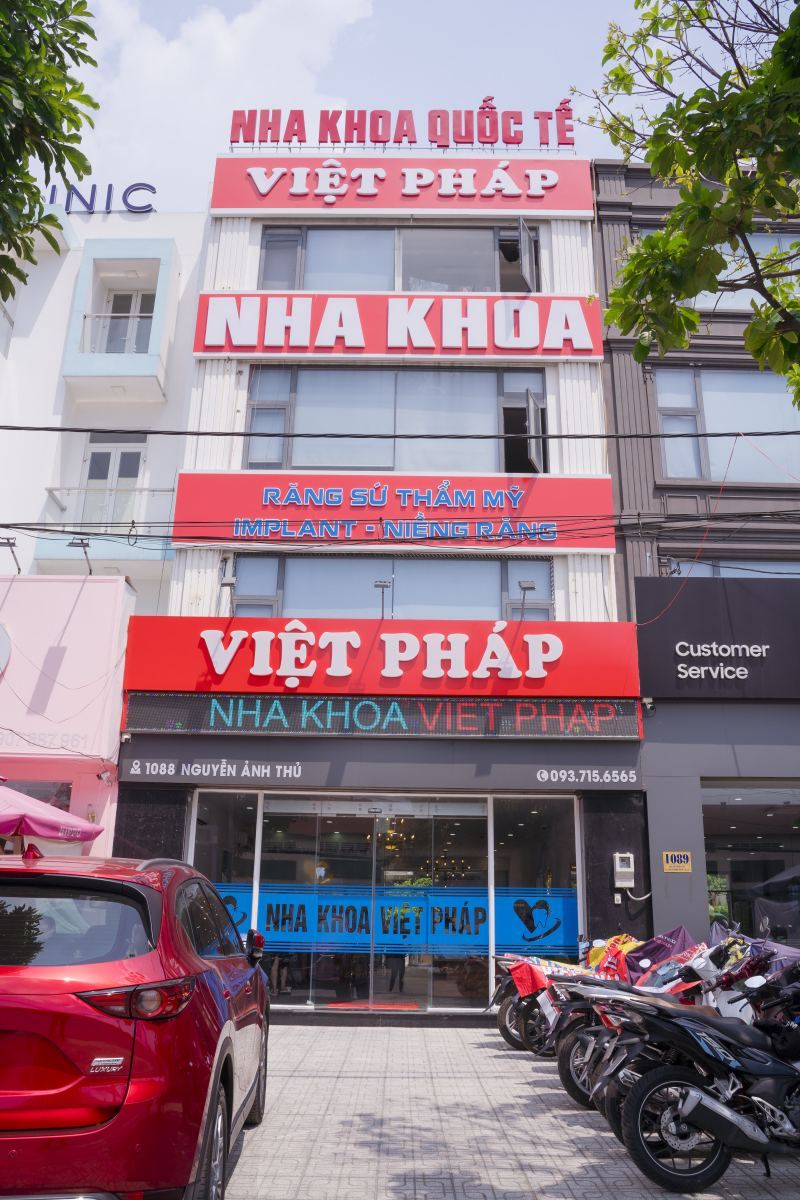 NHA KHOA QUỐC TẾ
VIỆT PHÁP
INIC
NHA KHOA
RĂNG SỨ THẨM MỸ
IMPLANT - NIỀNG RĂNG
VIỆT PHÁP
Customer
Service
NHA KHOA VIET PHAP
1088 NGUYỄN ẢNH THỦ
093.715.6565
1089
NHA KHOA VIỆT PHÁP
LUXURY